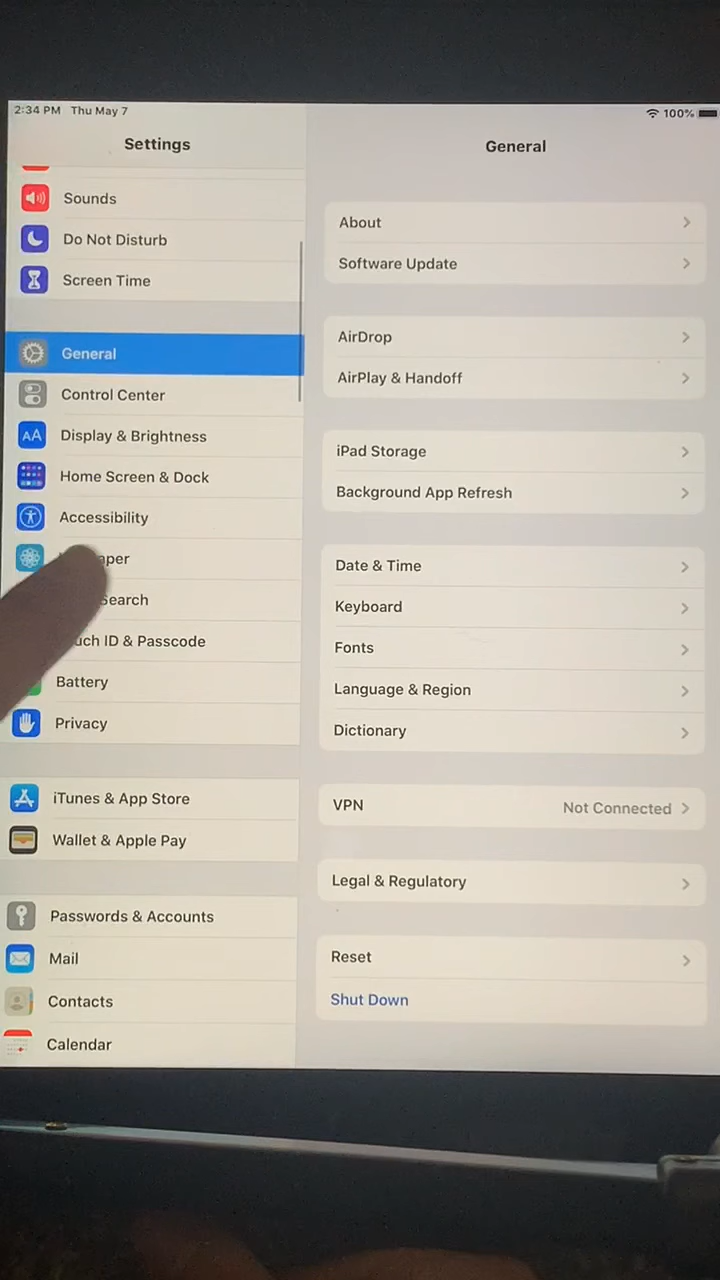 2:34 PM Thu May 7
100%
Settings
Sounds
Do Not Disturb
Screen Time
General
Control Center
Display & Brightness
Home Screen & Dock
Accessibility
aper
Search
uch ID & Passcode
Battery
Privacy
iTunes & App Store
Wallet & Apple Pay
Passwords & Accounts
Mail
Contacts
Calendar
General
About
Software Update
AirDrop
AirPlay & Handoff
iPad Storage
Background App Refresh
Date & Time
Keyboard
Fonts
Language & Region
Dictionary
VPN Not Connected
Legal & Regulatory
Reset
Shut Down